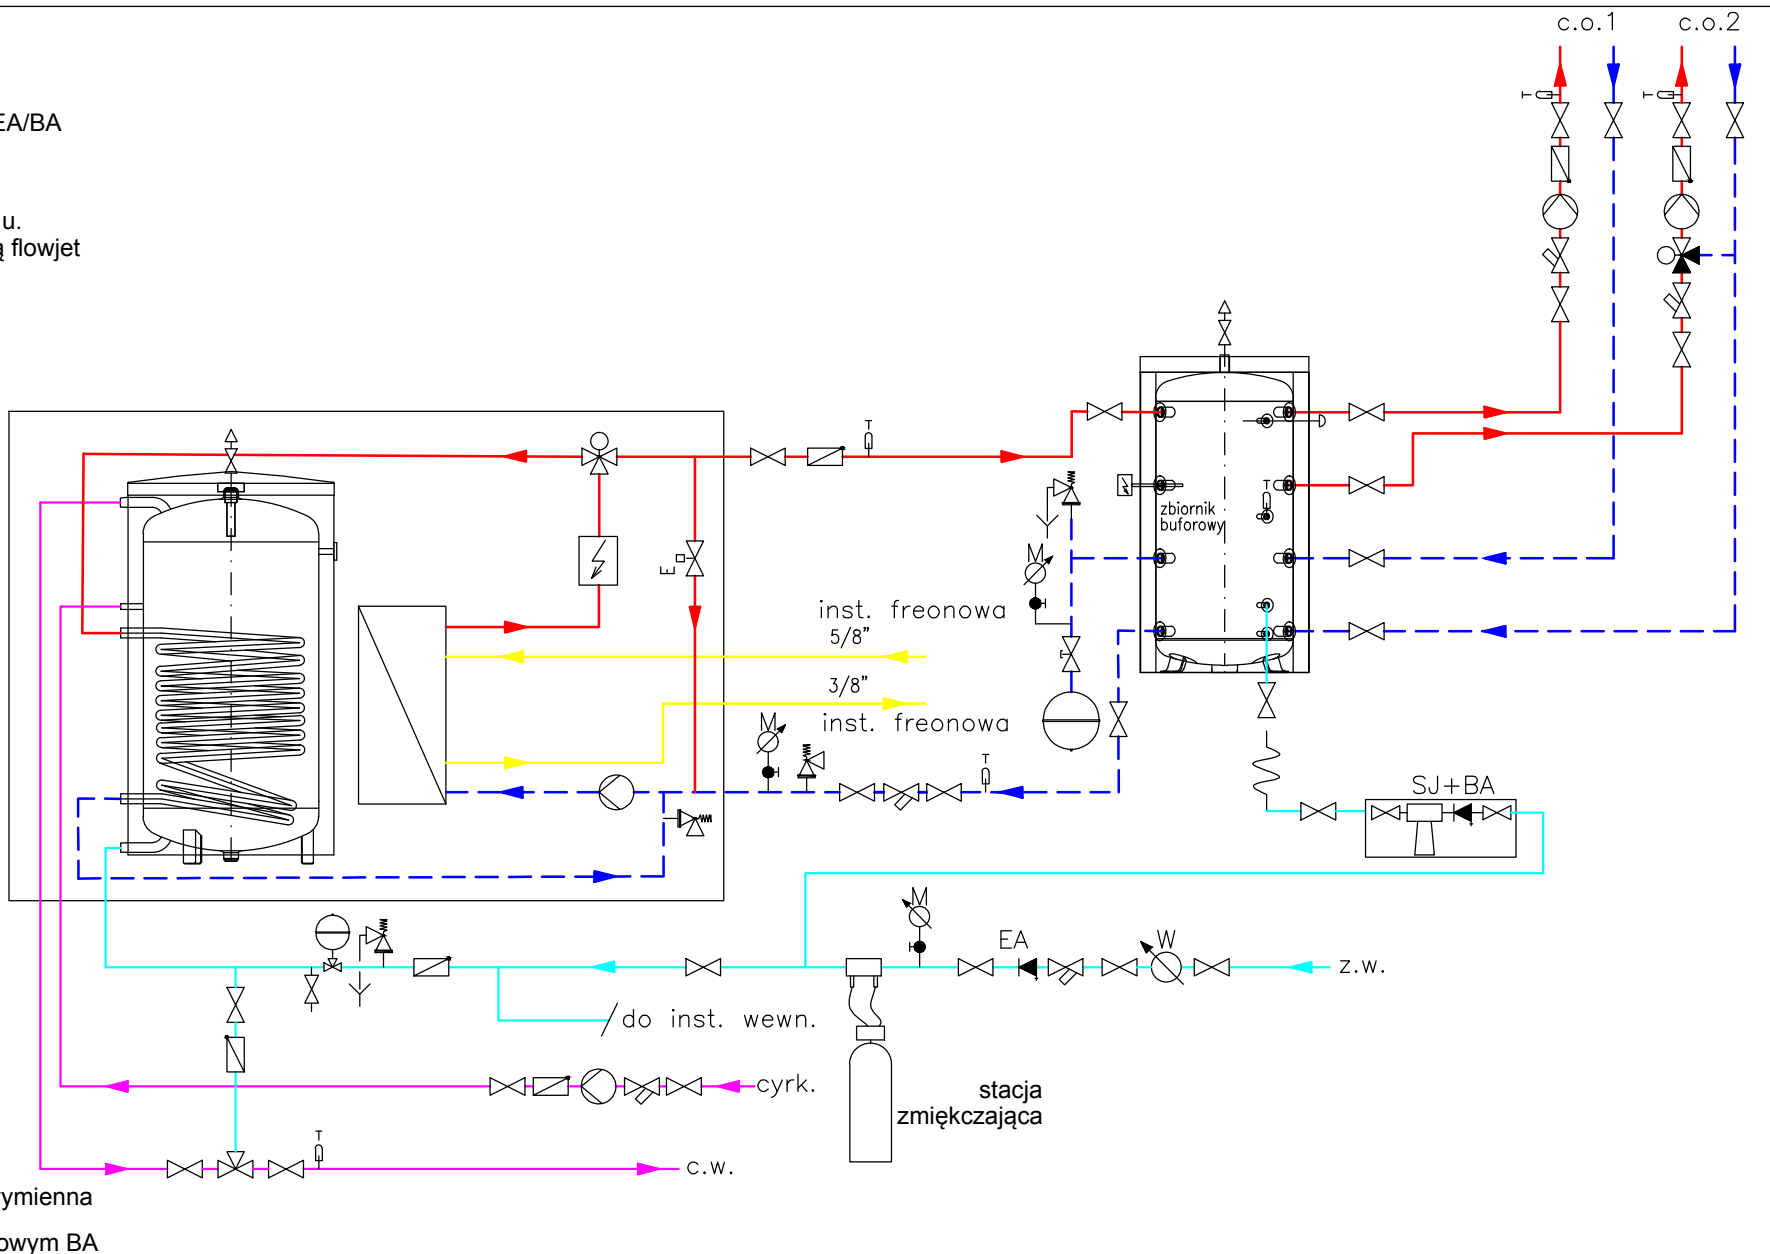 c.o.1
c.o.2
T
T
EA/BA
u.
ą flowjet
T
M
zbiornik
buforowy
T
E
inst. freonowa
5/8"
3/8"
inst. freonowa
M
T
SJ+BA
M
EA
W
z.w.
do inst. wewn.
cyrk.
stacja
zmiękczająca
T
c.w.
ymienna
owym BA